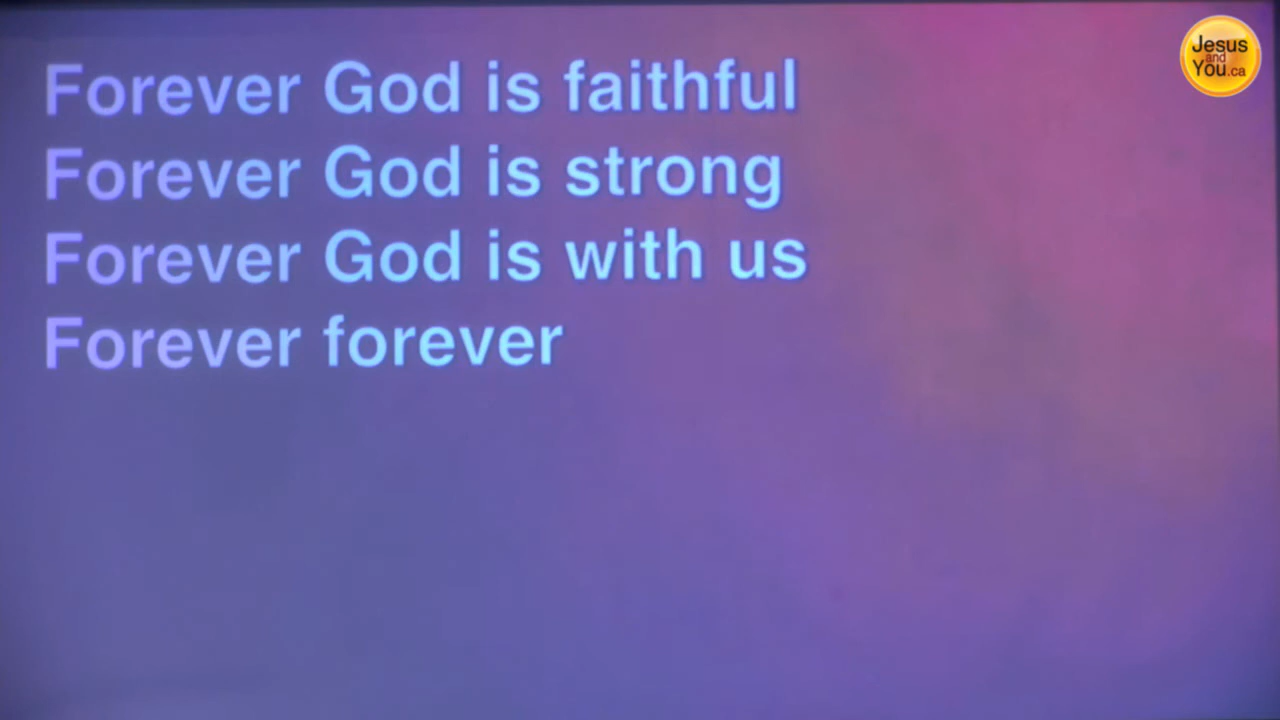 Forever God is faithful
Forever God is strong
Forever God is with us
Forever forever
Jesus
and
You.ca